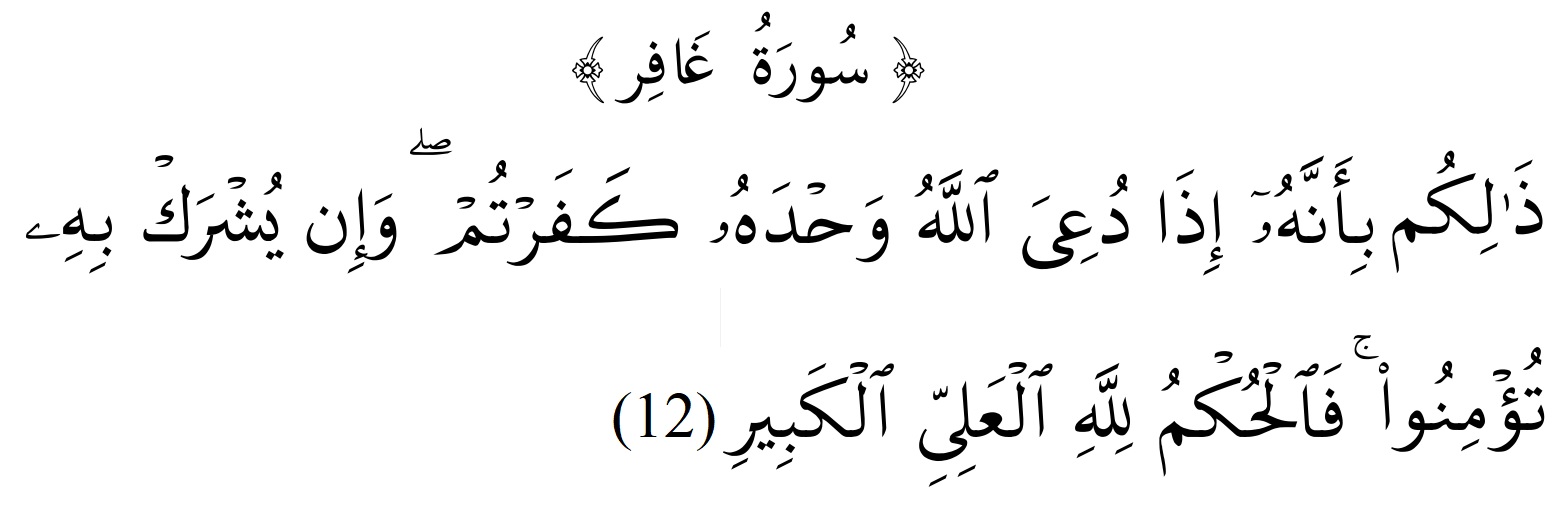 ﴿ سُورَةُ غَافِر ﴾
ذَٰلِكُم بِأَنَّهُۥٓ إِذَا دُعِىَ ٱللَّهُ وَحْدَهُۥ كَفَرْتُمْ ۖ وَإِن يُشْرَكْ بِهِۦ
تُؤْمِنُوا۟ ۚ فَٱلْحُكْمُ لِلَّهِ ٱلْعَلِىِّ ٱلْكَبِيرِ (12)